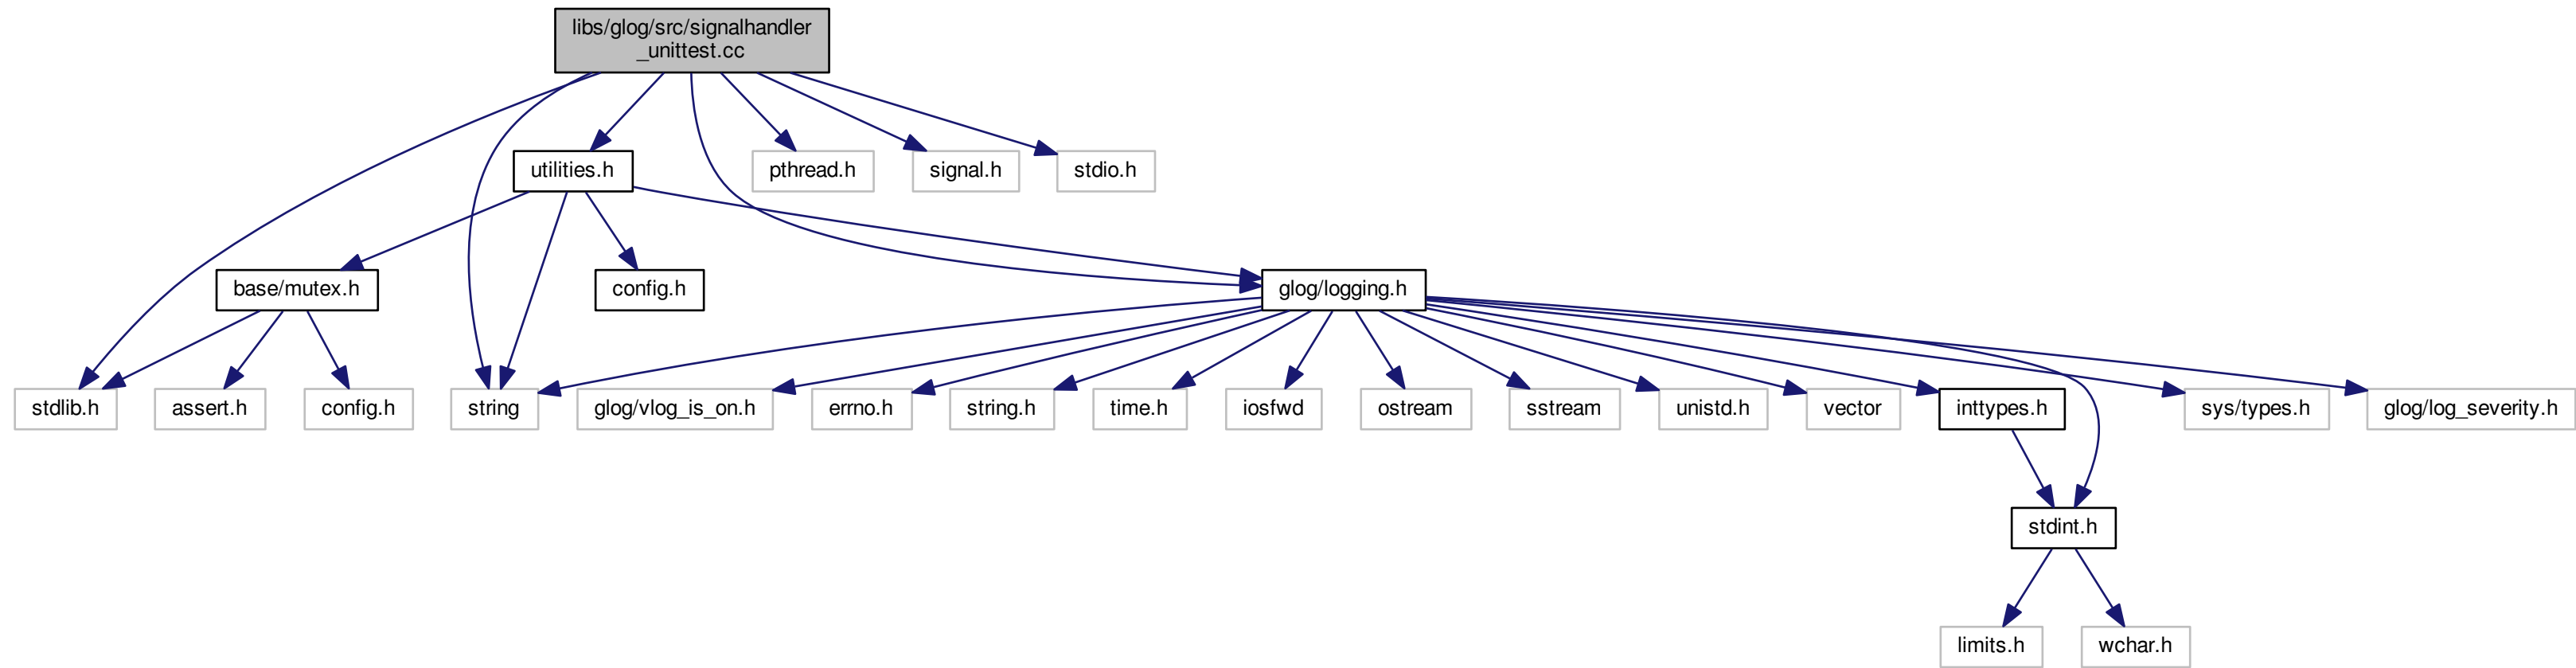 libs/glog/src/signalhandler
_unittest.cc
utilities.h
pthread.h
signal.h
stdio.h
base/mutex.h
config.h
glog/logging.h
stdlib.h
assert.h
config.h
string
glog/vlog_is_on.h
errno.h
string.h
time.h
iosfwd
ostream
sstream
unistd.h
vector
inttypes.h
sys/types.h
glog/log_severity.h
stdint.h
limits.h
wchar.h